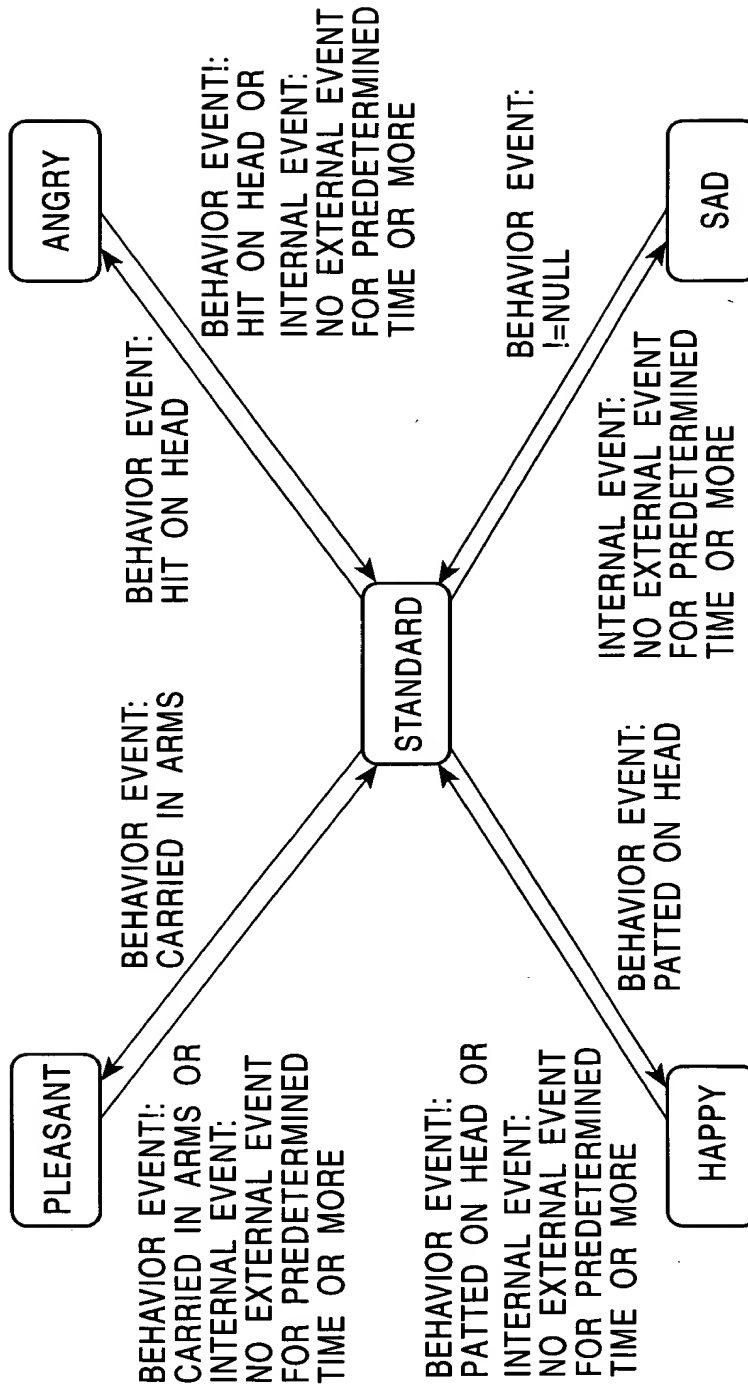 PLEASANT
ANGRY
BEHAVIOR EVENT:
CARRIED IN ARMS
BEHAVIOR EVENT:
HIT ON HEAD
BEHAVIOR EVENT!:
CARRIED IN ARMS OR
INTERNAL EVENT:
NO EXTERNAL EVENT
FOR PREDETERMINED
TIME OR MORE
BEHAVIOR EVENT!:
HIT ON HEAD OR
INTERNAL EVENT:
NO EXTERNAL EVENT
FOR PREDETERMINED
TIME OR MORE
STANDARD
BEHAVIOR EVENT!:
PATTED ON HEAD OR
INTERNAL EVENT:
NO EXTERNAL EVENT
FOR PREDETERMINED
TIME OR MORE
BEHAVIOR EVENT:
!=NULL
BEHAVIOR EVENT:
PATTED ON HEAD
INTERNAL EVENT:
NO EXTERNAL EVENT
FOR PREDETERMINED
TIME OR MORE
HAPPY
SAD